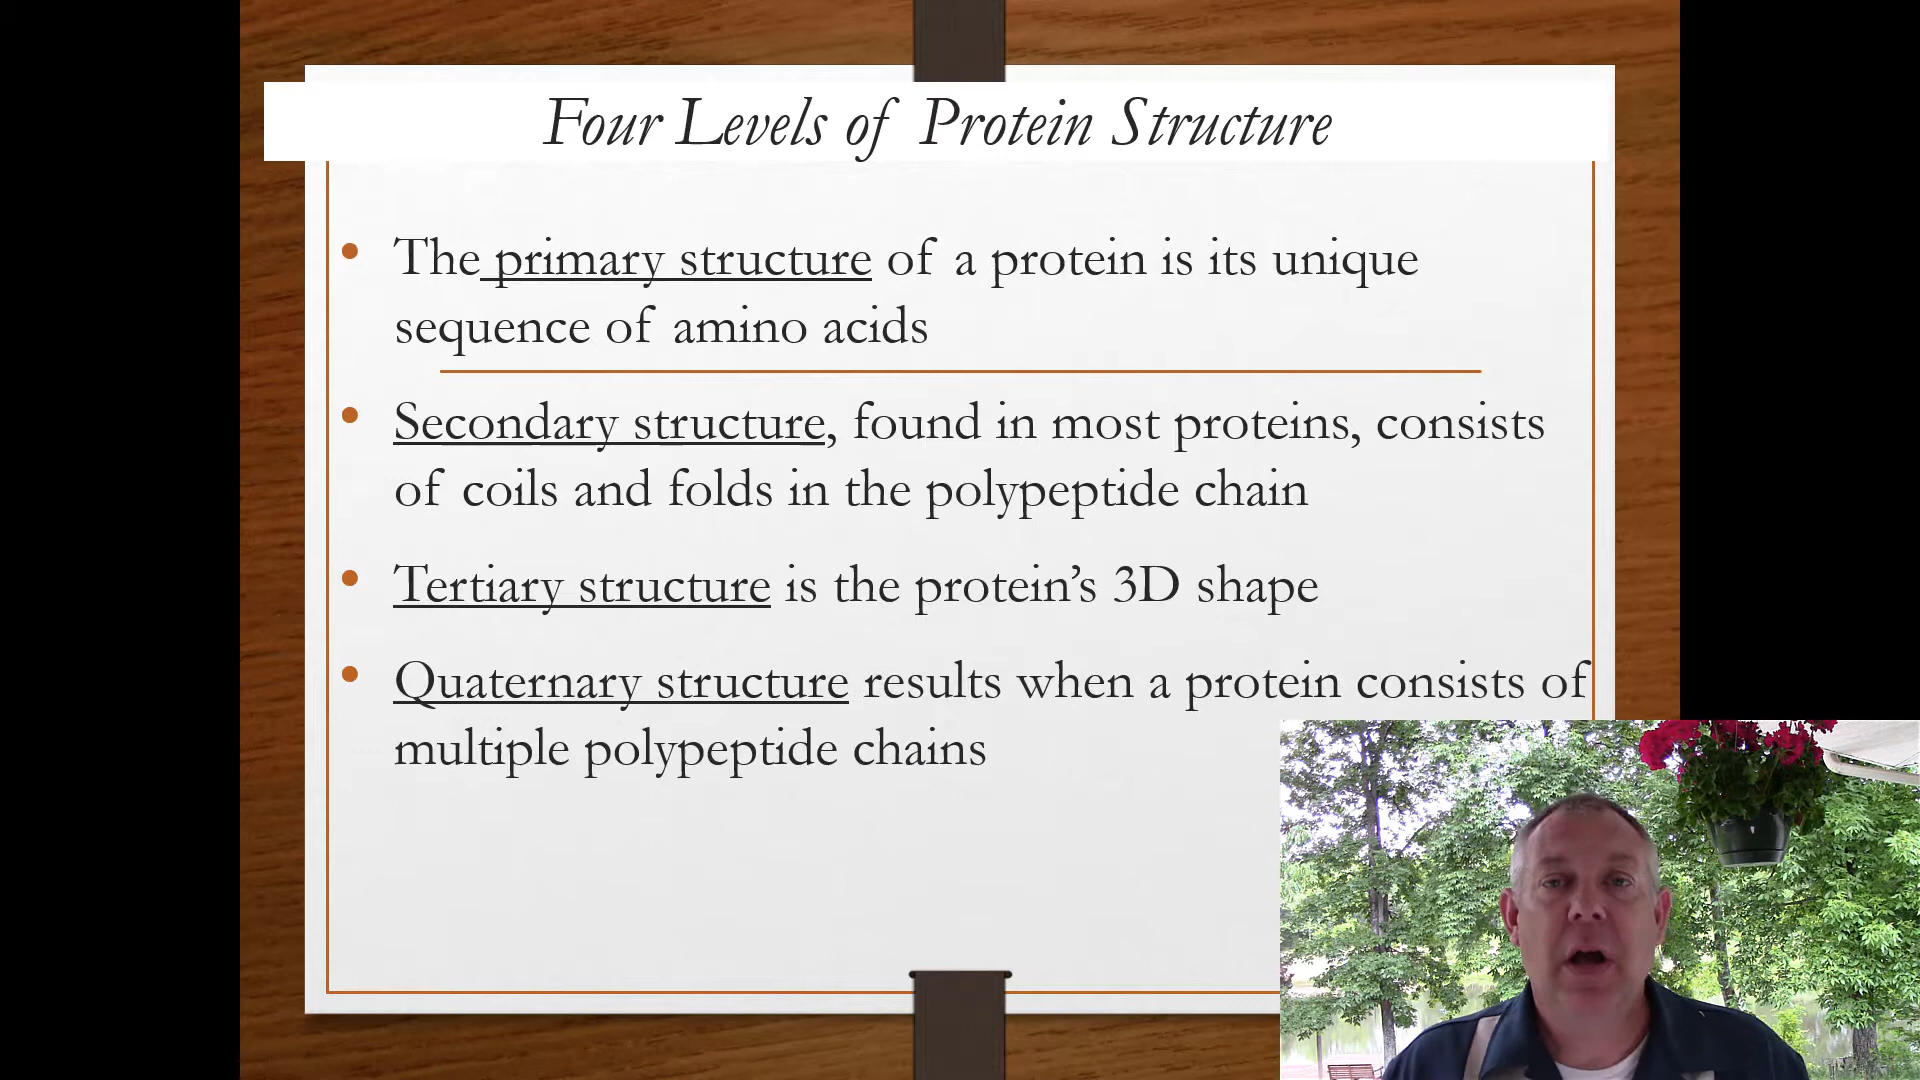 Four Levels of Protein Structure
• The primary structure of a protein is its unique
sequence of amino acids
• Secondary structure, found in most proteins, consists
of coils and folds in the polypeptide chain
• Tertiary structure is the protein’s 3D shape
• Quaternary structure results when a protein consists of
multiple polypeptide chains